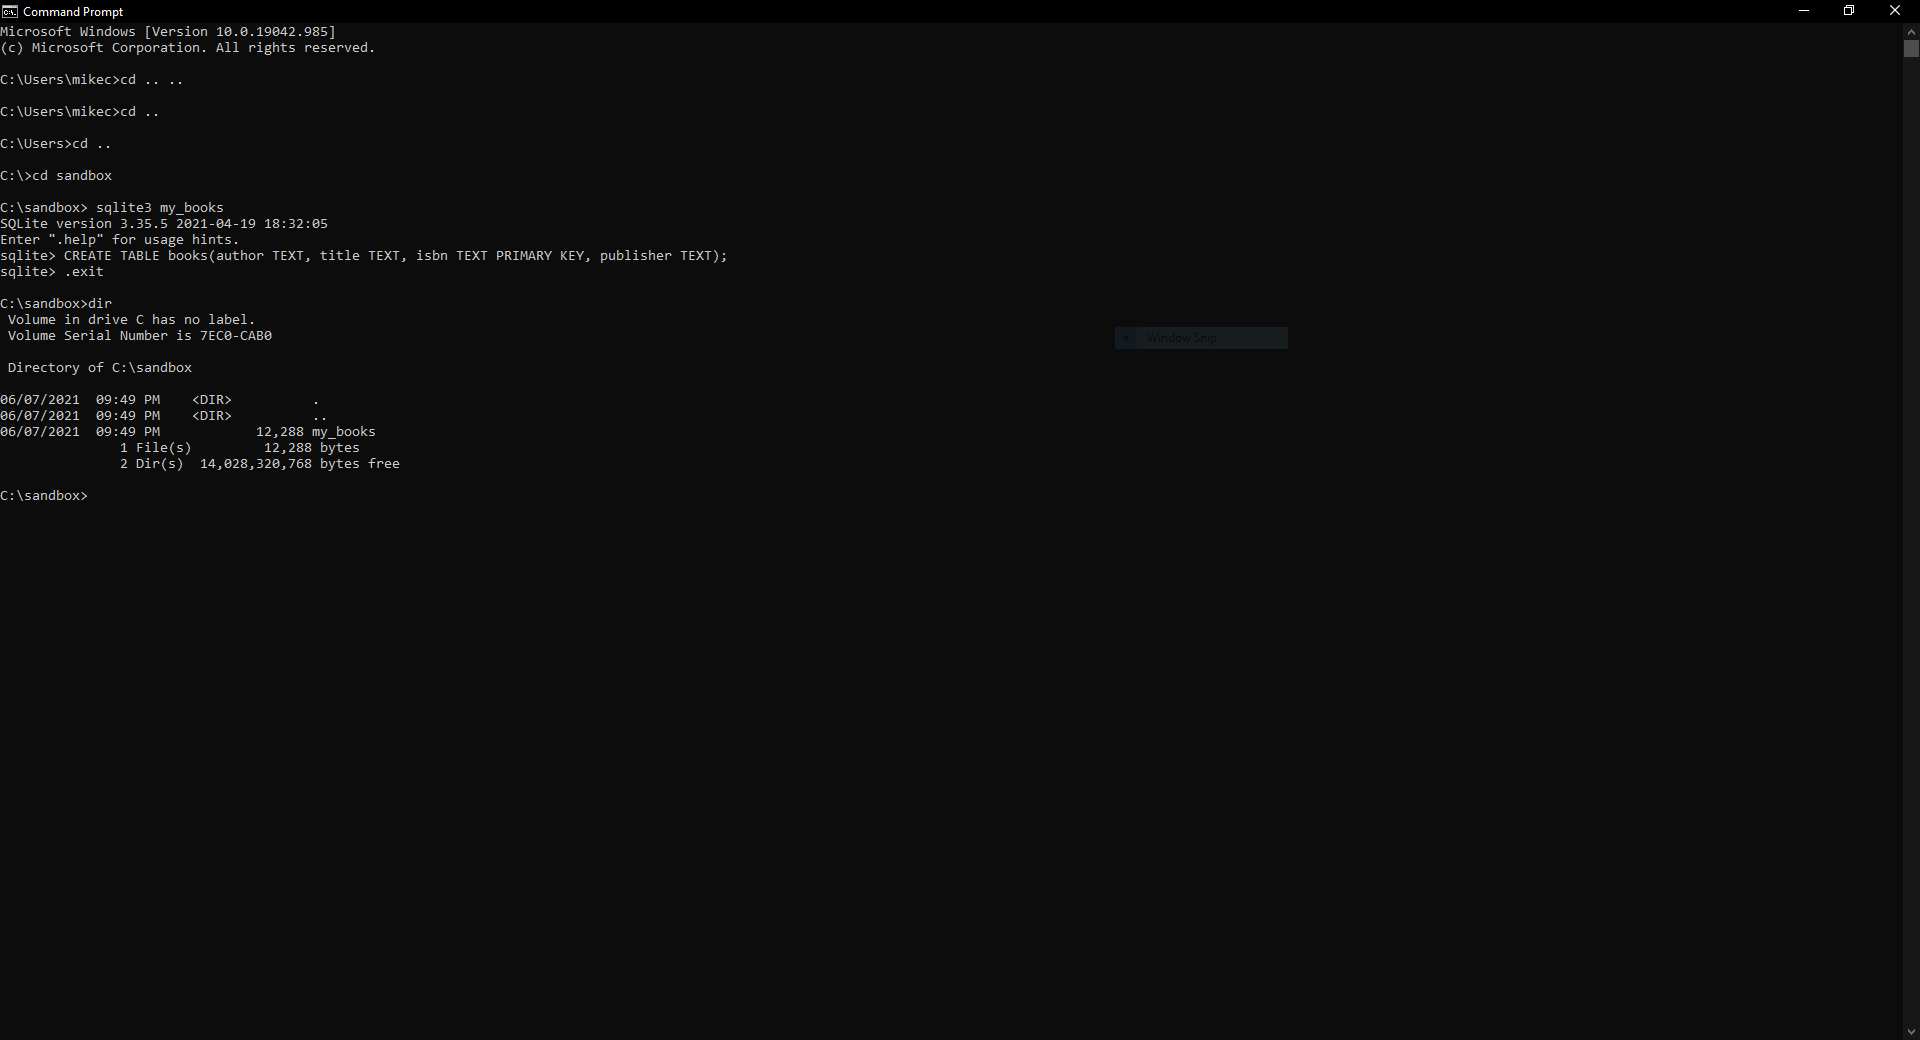 Command Prompt
Microsoft Windows [Version 10.0.19042.985]
(c) Microsoft Corporation. All rights reserved.
C:\Users\mikec>cd .. ..
C:\Users\mikec>cd ..
C:\Users>cd ..
C:\>cd sandbox
C:\sandbox> sqlite3 my_books
SQLite version 3.35.5 2021-04-19 18:32:05
Enter ".help" for usage hints.
sqlite> CREATE TABLE books(author TEXT, title TEXT, isbn TEXT PRIMARY KEY, publisher TEXT);
sqlite> .exit
C:\sandbox>dir
 Volume in drive C has no label.
 Volume Serial Number is 7EC0-CAB0
Window Snip
 Directory of C:\sandbox
06/07/2021  09:49 PM    <DIR>          .
06/07/2021  09:49 PM    <DIR>          ..
06/07/2021  09:49 PM            12,288 my_books
               1 File(s)         12,288 bytes
               2 Dir(s)  14,028,320,768 bytes free
C:\sandbox>